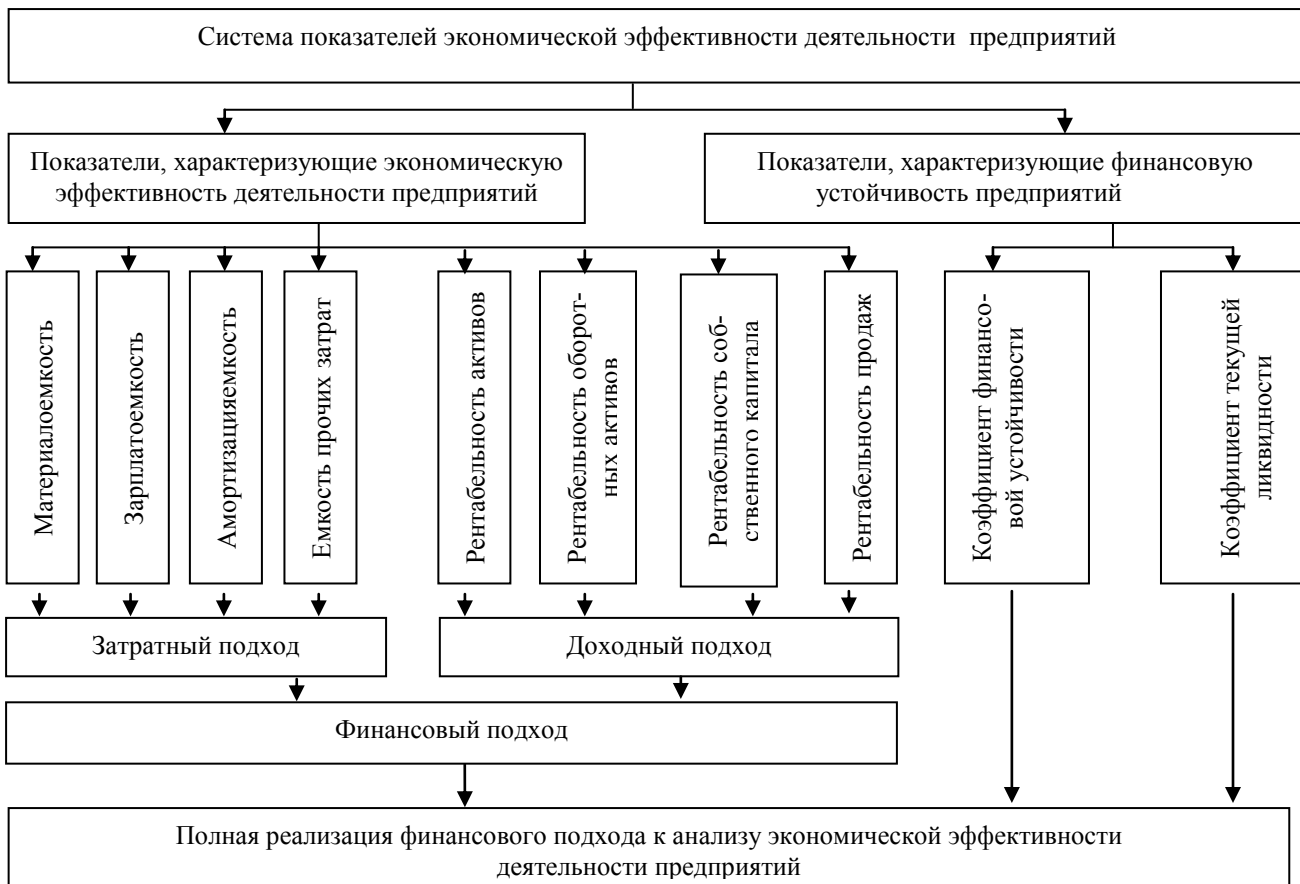 Система показателей экономической эффективности деятельности предприятий
Показатели, характеризующие экономическую
эффективность деятельности предприятий
Показатели, характеризующие финансовую
устойчивость предприятий
Материалоемкость
Зарплатоемкость
Амортизацияемкость
Емкость прочих затрат
Рентабельность активов
Рентабельность оборот-
ных активов
Рентабельность соб-
ственного капитала
Рентабельность продаж
Коэффициент финансо-
вой устойчивости
Коэффициент текущей
ликвидности
Затратный подход
Доходный подход
Финансовый подход
Полная реализация финансового подхода к анализу экономической эффективности
деятельности предприятий